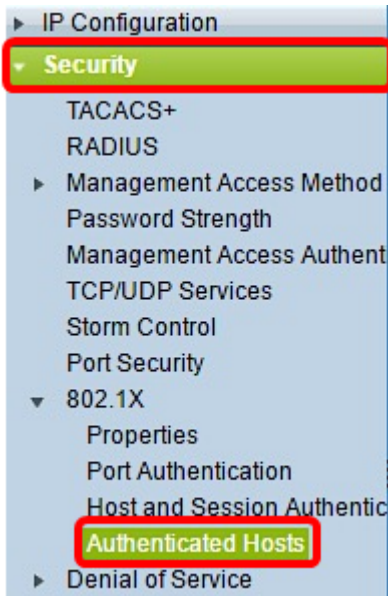 IP Configuration
Security
TACACS+
RADIUS
Management Access Method
Password Strength
Management Access Authent
TCP/UDP Services
Storm Control
Port Security
802.1X
Properties
Port Authentication
Host and Session Authentic
Authenticated Hosts
Denial of Service